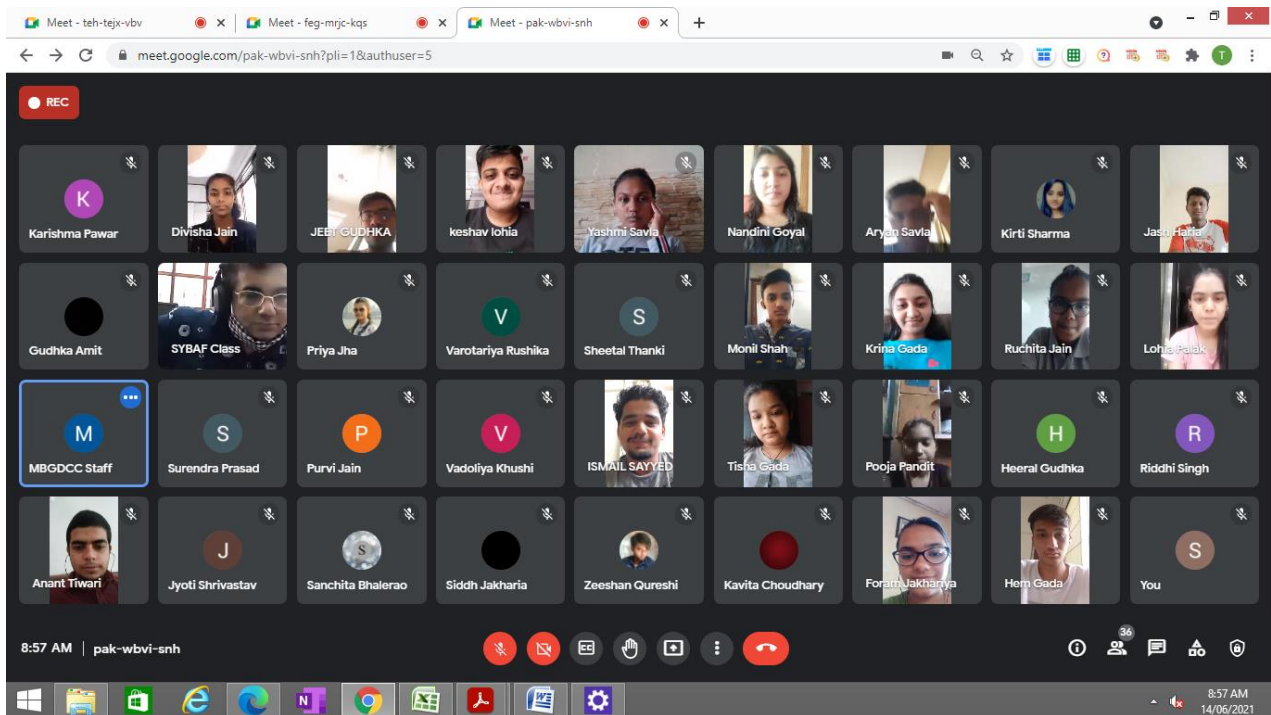 Meet - teh-tejx-vbv
Meet - feg-mrjc-kqs
Meet - pak-wbvi-snh
meet.google.com/pak-wbvi-snh?pli=1&authuser=5
T
REC
K
Karishma Pawar
Divisha Jain
JEET GUDHKA
keshav lohia
Yashmi Savla
Nandini Goyal
Aryan Savla
Kirti Sharma
Jash Haria
Gudhka Amit
SYBAF Class
Priya Jha
V
Varotariya Rushika
S
Sheetal Thanki
Monil Shah
Krina Gada
Ruchita Jain
Lohia Palak
M
MBGDCC Staff
S
Surendra Prasad
P
Purvi Jain
V
Vadoliya Khushi
ISMAIL SAYYED
Tisha Gada
Pooja Pandit
H
Heeral Gudhka
R
Riddhi Singh
Anant Tiwari
J
Jyoti Shrivastav
S
Sanchita Bhalerao
Siddh Jakharia
Zeeshan Qureshi
Kavita Choudhary
Foram Jakhariya
Hem Gada
S
You
8:57 AM | pak-wbvi-snh
CC
36
N
8:57 AM
14/06/2021